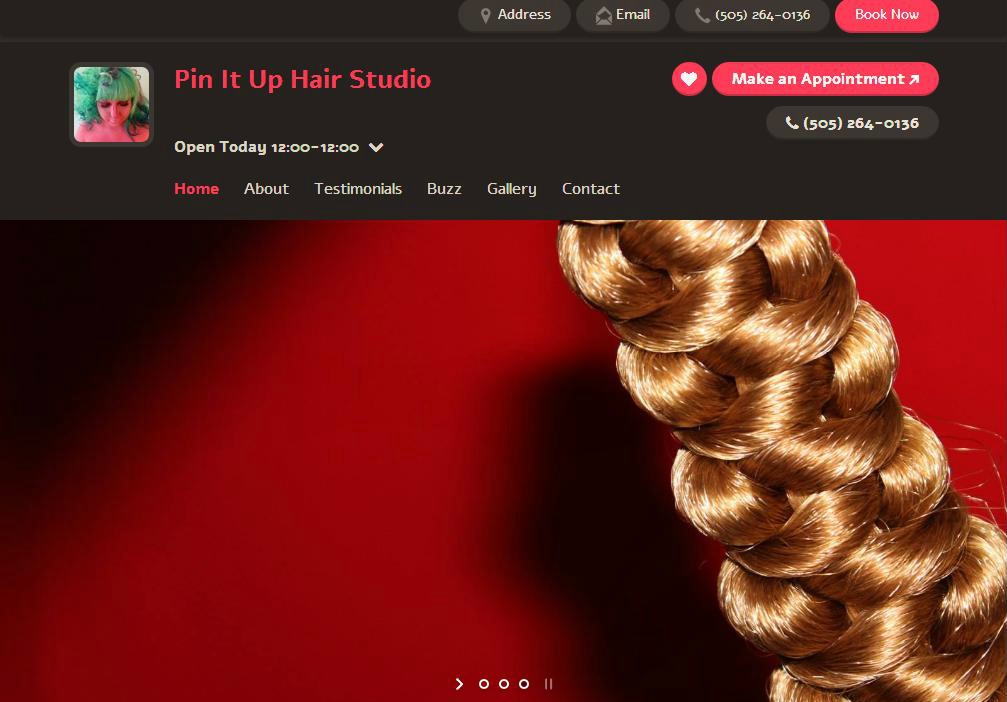 Address Email (505) 264-0136 Book Now
Pin It Up Hair Studio
Make an Appointment
(505) 264-0136
Open Today 12:00-12:00
Home About Testimonials Buzz Gallery Contact